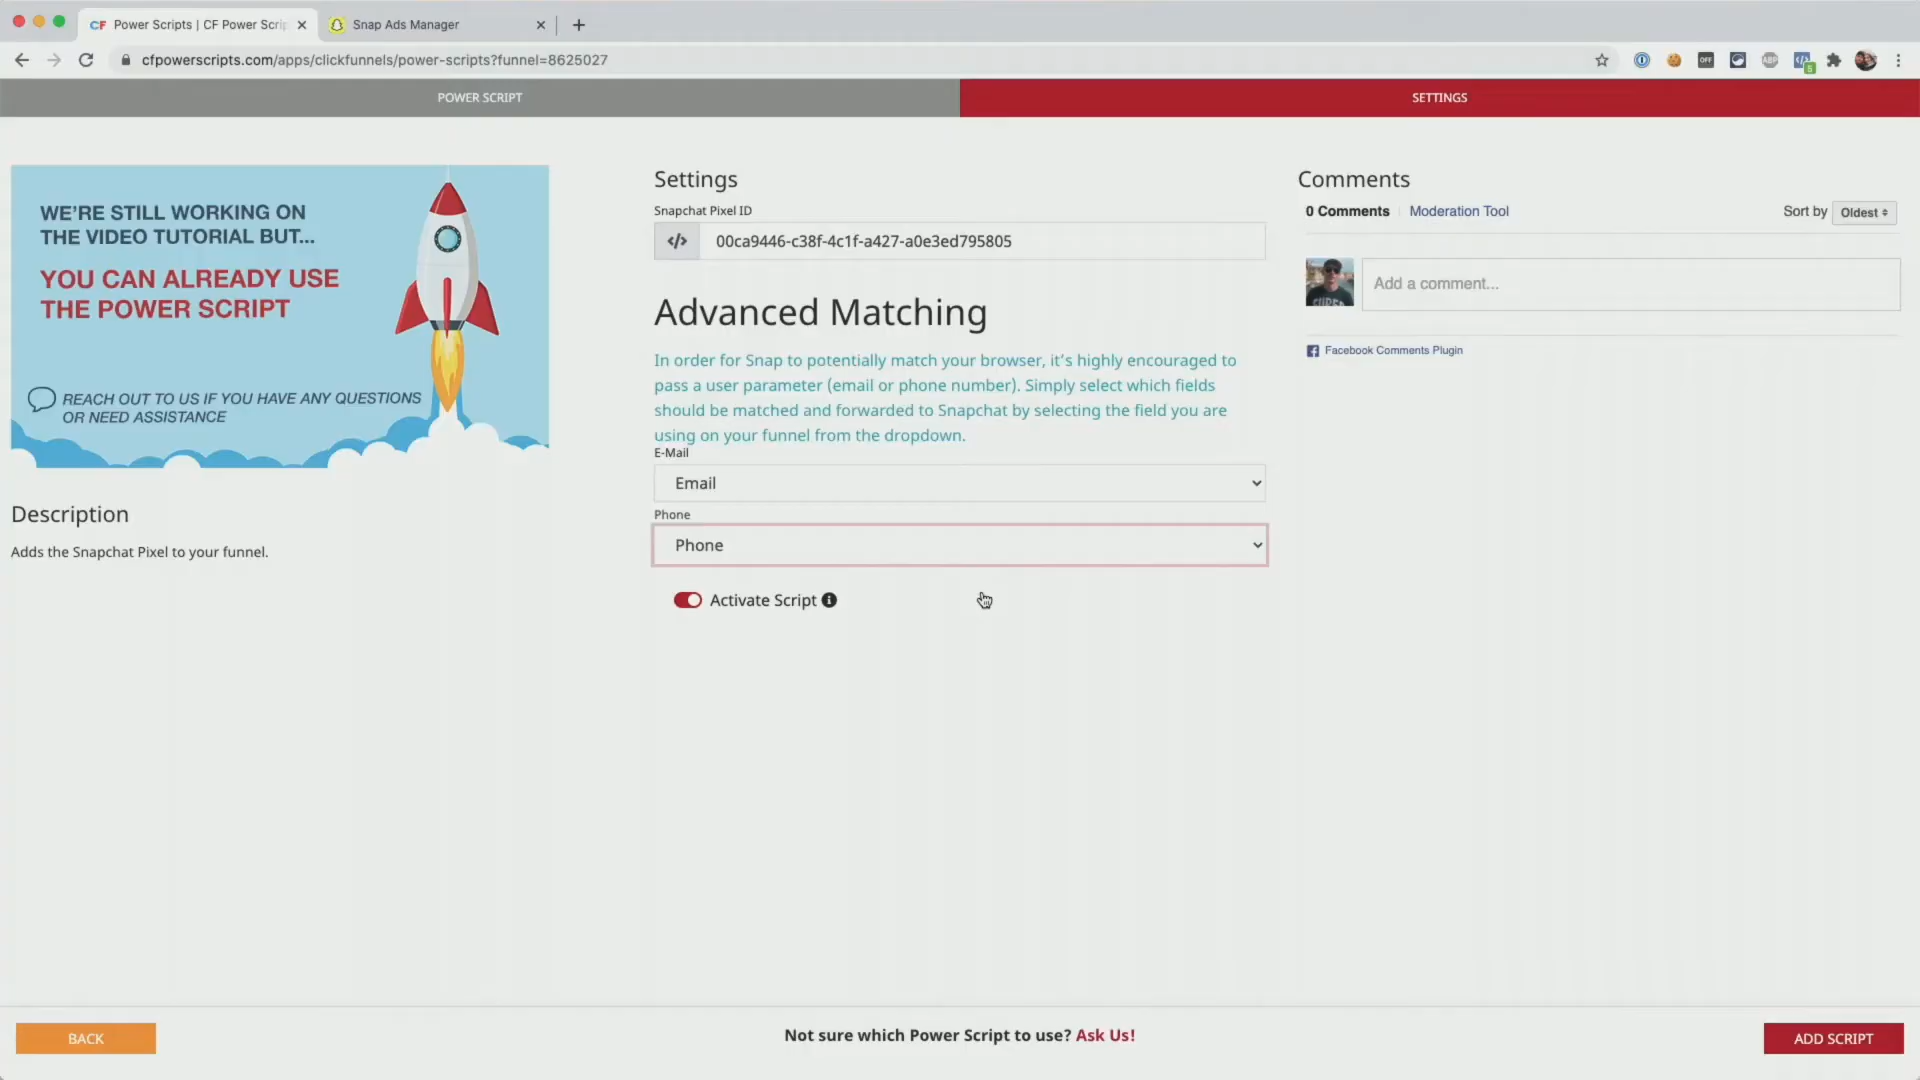 CF Power Scripts | CF Power Scrip
Snap Ads Manager
cfpowerscripts.com/apps/clickfunnels/power-scripts?funnel=8625027
OFF
ABP
5
POWER SCRIPT
SETTINGS
WE'RE STILL WORKING ON
THE VIDEO TUTORIAL BUT...
YOU CAN ALREADY USE
THE POWER SCRIPT
REACH OUT TO US IF YOU HAVE ANY QUESTIONS
OR NEED ASSISTANCE
Description
Adds the Snapchat Pixel to your funnel.
Settings
Snapchat Pixel ID
</> 00ca9446-c38f-4c1f-a427-a0e3ed795805
Advanced Matching
In order for Snap to potentially match your browser, it's highly encouraged to
pass a user parameter (email or phone number). Simply select which fields
should be matched and forwarded to Snapchat by selecting the field you are
using on your funnel from the dropdown.
E-Mail
Email
Phone
Phone
Activate Script
Comments
0 Comments Moderation Tool Sort by Oldest
Add a comment...
Facebook Comments Plugin
BACK
Not sure which Power Script to use? Ask Us!
ADD SCRIPT